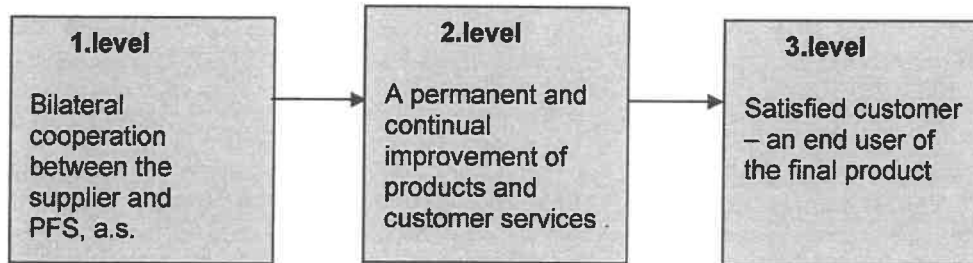 1.level
Bilateral
cooperation
between the
supplier and
PFS, a.s.
2.level
A permanent and
continual
improvement of
products and
customer services
3.level
Satisfied customer
– an end user of
the final product